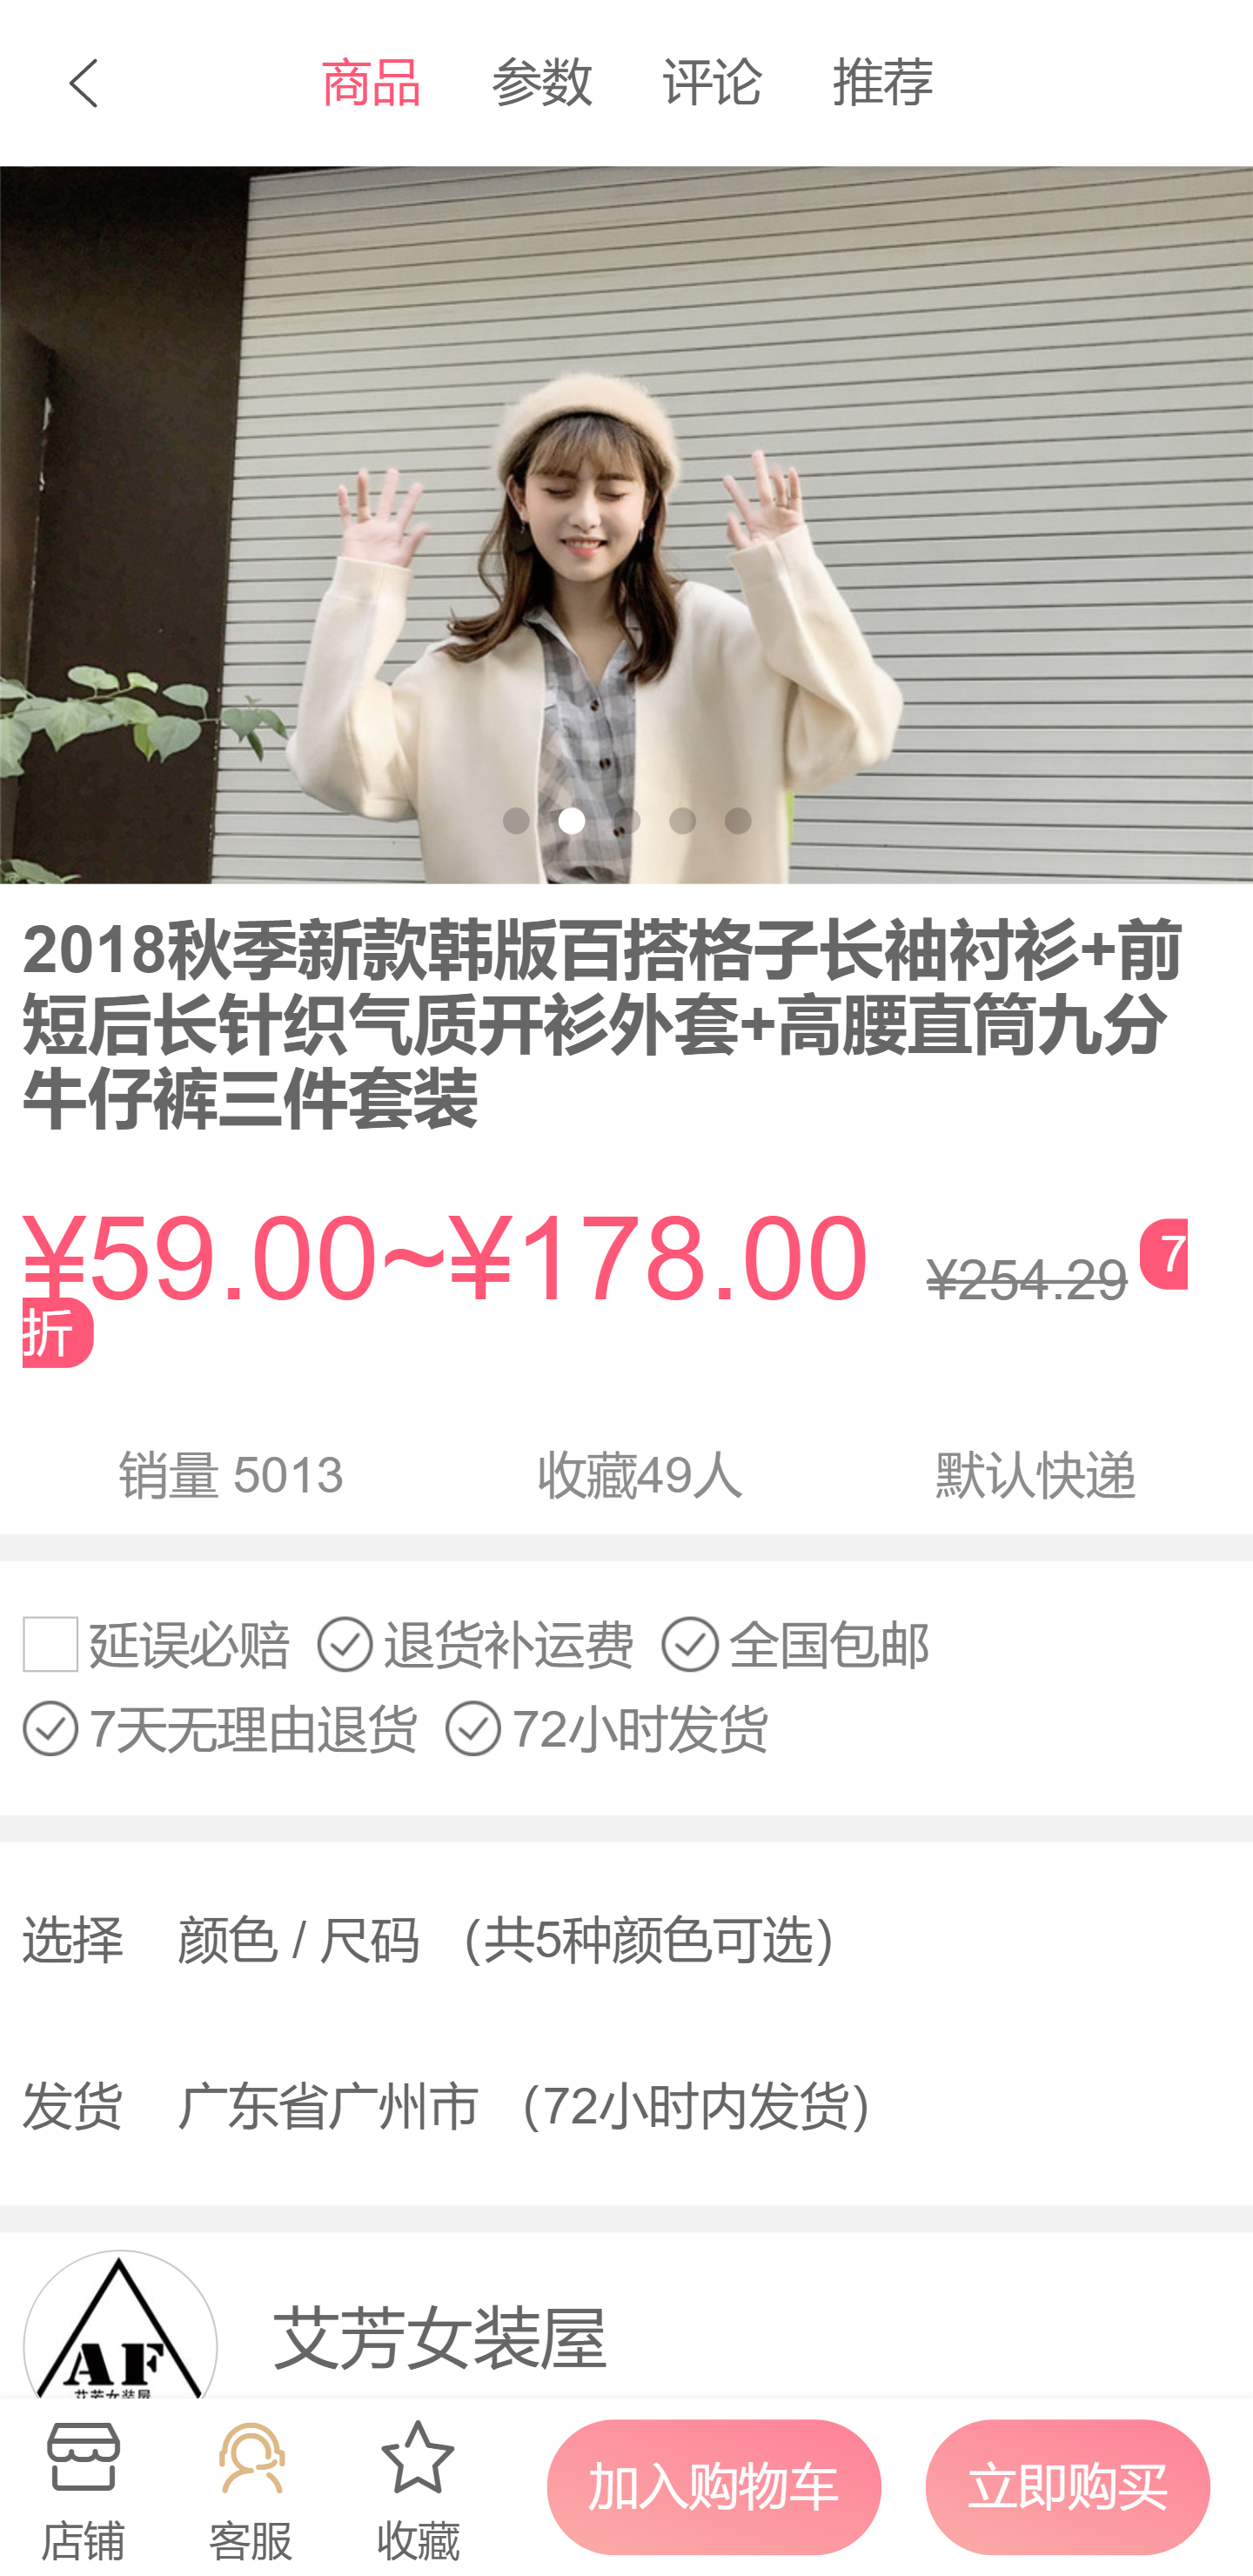 商品 参数 评论 推荐
2018秋季新款韩版百搭格子长袖衬衫+前
短后长针织气质开衫外套+高腰直筒九分
牛仔裤三件套装
¥59.00~¥178.00 ¥254.29 7
折
销量 5013 收藏49人 默认快递
延误必赔 退货补运费 全国包邮
7天无理由退货 72小时发货
选择 颜色 / 尺码 （共5种颜色可选）
发货 广东省广州市 （72小时内发货）
AF
艾芳女装屋
艾芳女装屋
店铺 客服 收藏 加入购物车 立即购买